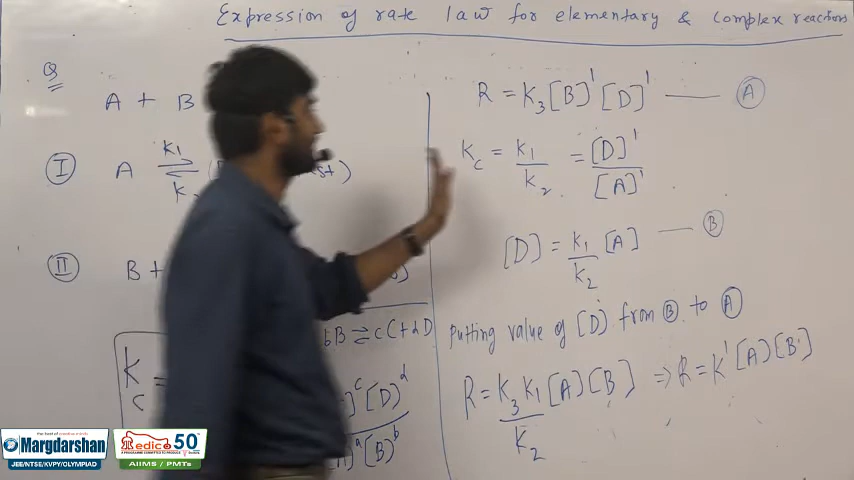 Expression of rate law for elementary & complex reactions
Q
A + B
I A K1 K
II B+
bB ⇌ cC + dD
Kc =
]^c [D]^d
]^a [B]^b
R = K3 [B]^1 [D]^1 —— A
Kc = K1/K2 = [D]^1/[A]^1
[D] = K1/K2 [A] —— B
Putting value of [D] from B to A
R = K3 K1/K2 [A] [B] ⇒ R = K' [A] [B]
Margdarshan
JEE/NTSE/KVPY/OLYMPIAD
Medico 50
AIIMS / PMTs